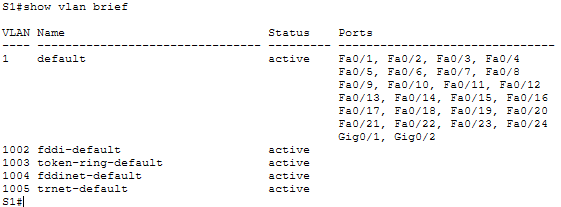 S1#show vlan brief
VLAN Name                             Status    Ports
---- -------------------------------- --------- -------------------------------
1    default                          active    Fa0/1, Fa0/2, Fa0/3, Fa0/4
                                                Fa0/5, Fa0/6, Fa0/7, Fa0/8
                                                Fa0/9, Fa0/10, Fa0/11, Fa0/12
                                                Fa0/13, Fa0/14, Fa0/15, Fa0/16
                                                Fa0/17, Fa0/18, Fa0/19, Fa0/20
                                                Fa0/21, Fa0/22, Fa0/23, Fa0/24
                                                Gig0/1, Gig0/2
1002 fddi-default                     active
1003 token-ring-default               active
1004 fddinet-default                  active
1005 trnet-default                    active
S1#